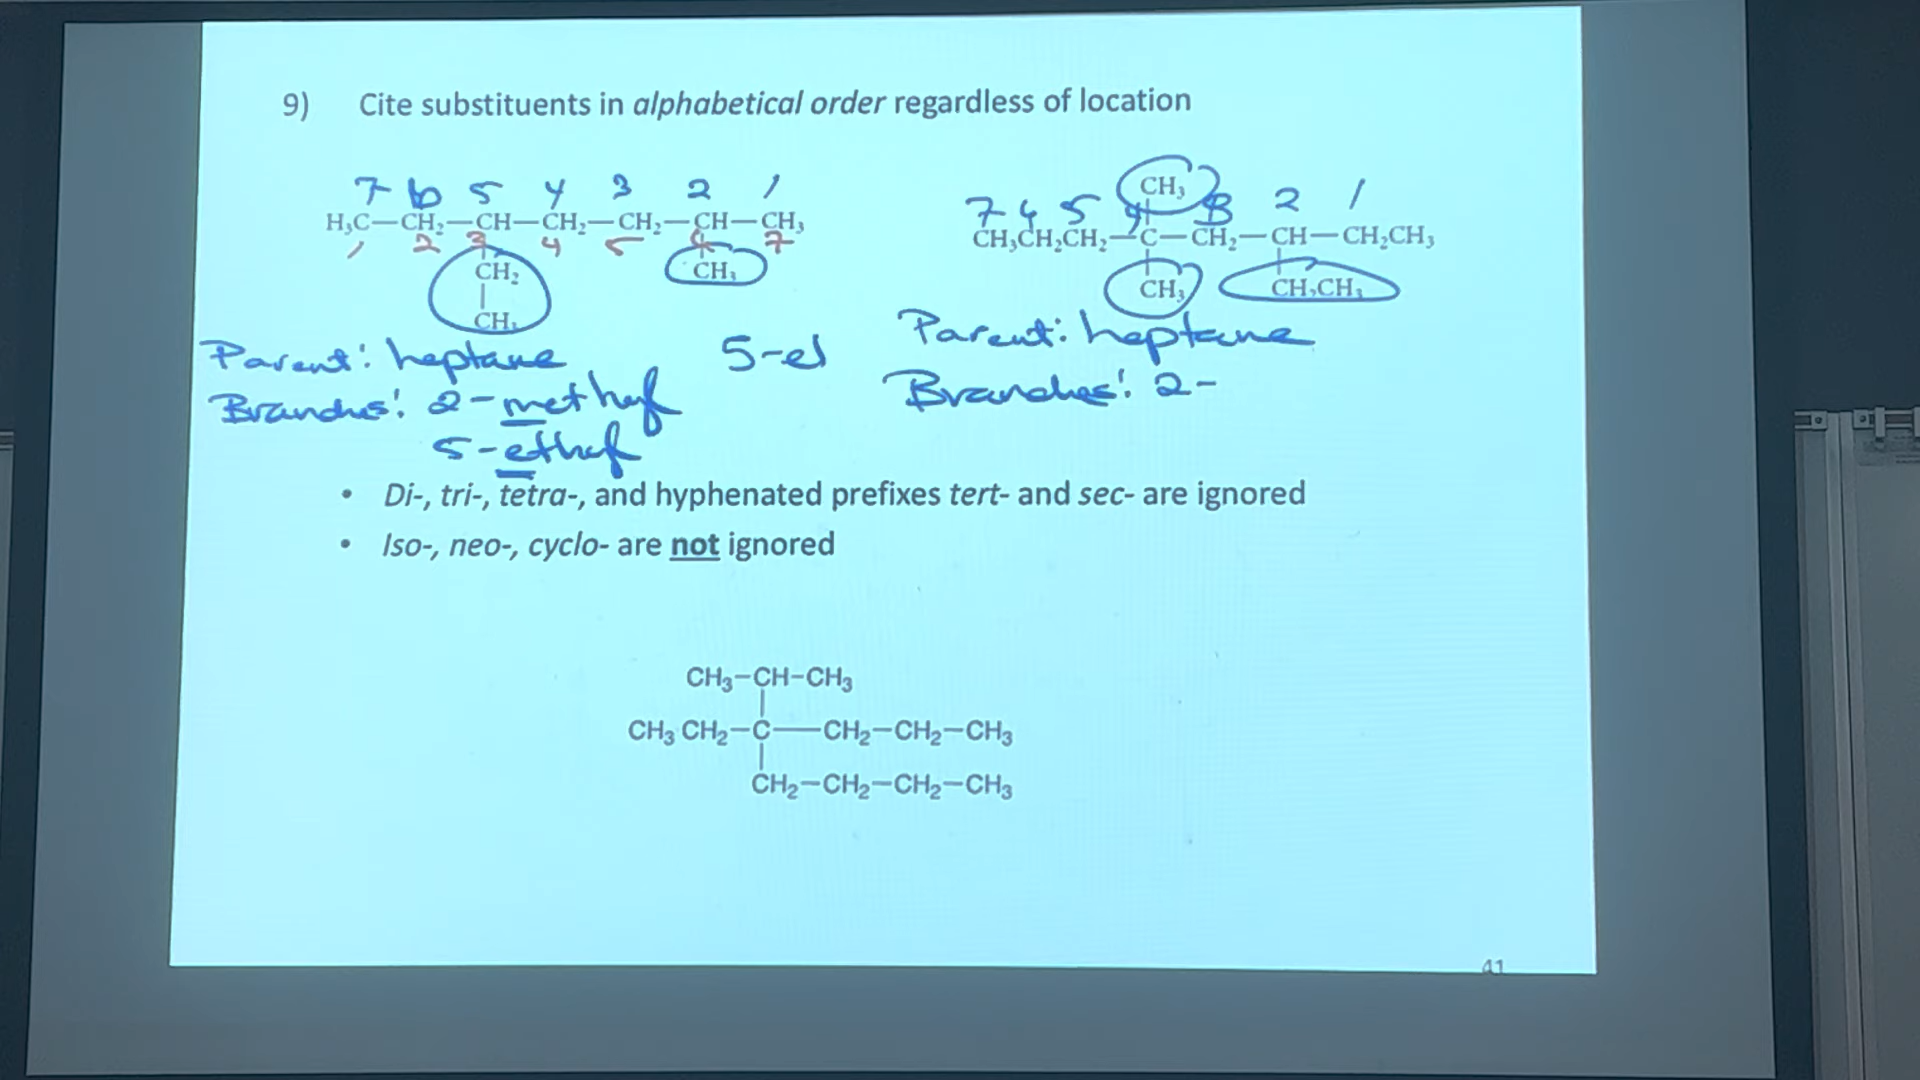 9) Cite substituents in alphabetical order regardless of location
7 6 5 4 3 2 1
H₃C—CH₂—CH—CH₂—CH₂—CH—CH₃
1 2 3 4 5 6 7
CH₂
CH₃
CH₃
CH₃
7 6 5 4 3 2 1
CH₃CH₂CH₂—C—CH₂—CH—CH₂CH₃
CH₃ CH₂CH₃
Parent: heptane
Branches: 2-methyl
5-ethyl
5-et
Parent: heptane
Branches: 2-
• Di-, tri-, tetra-, and hyphenated prefixes tert- and sec- are ignored
• Iso-, neo-, cyclo- are not ignored
CH₃–CH–CH₃
CH₃ CH₂–C—CH₂–CH₂–CH₃
CH₂–CH₂–CH₂–CH₃
41